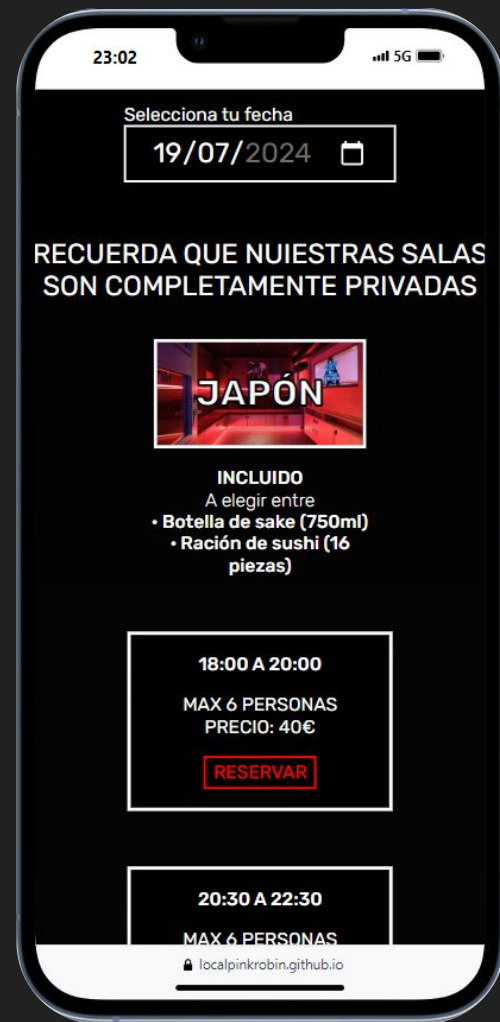 23:02
5G
Selecciona tu fecha
19/07/2024
RECUERDA QUE NUIESTRAS SALAS
SON COMPLETAMENTE PRIVADAS
JAPÓN
INCLUIDO
A elegir entre
• Botella de sake (750ml)
• Ración de sushi (16
piezas)
18:00 A 20:00
MAX 6 PERSONAS
PRECIO: 40€
RESERVAR
20:30 A 22:30
MAX 6 PERSONAS
localpinkrobin.github.io